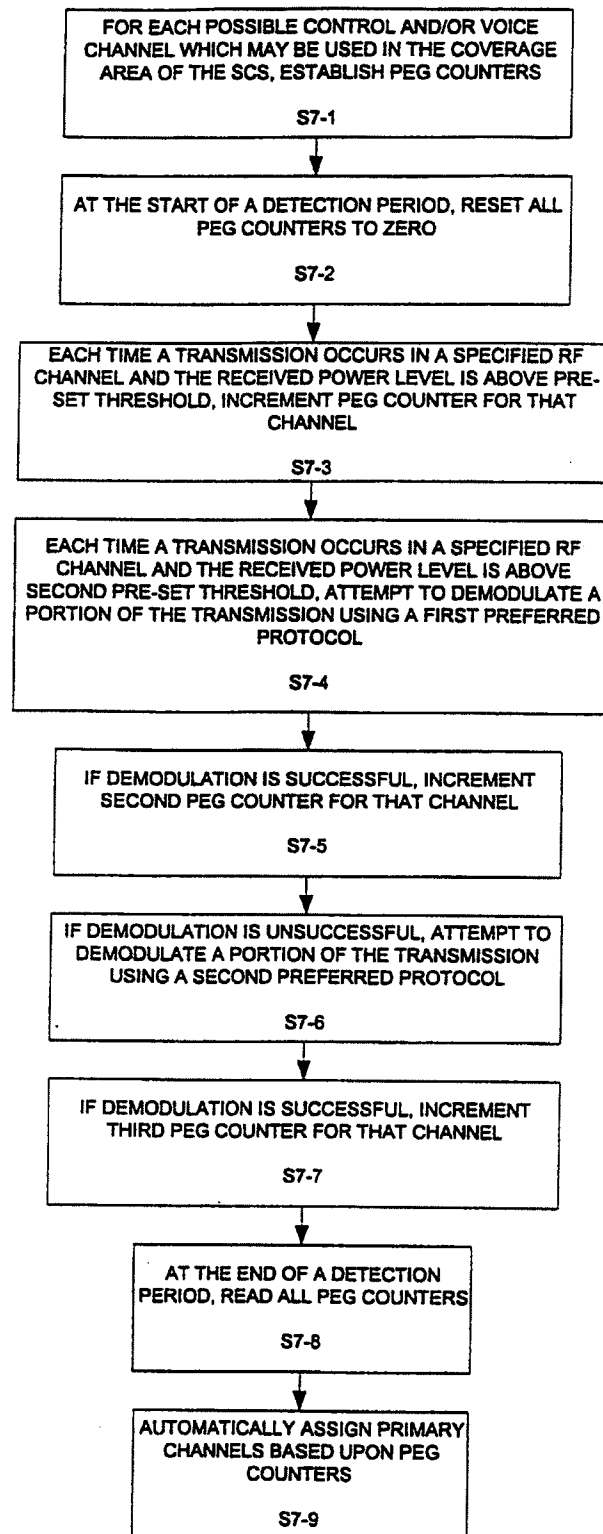 FOR EACH POSSIBLE CONTROL AND/OR VOICE
CHANNEL WHICH MAY BE USED IN THE COVERAGE
AREA OF THE SCS, ESTABLISH PEG COUNTERS
S7-1
AT THE START OF A DETECTION PERIOD, RESET ALL
PEG COUNTERS TO ZERO
S7-2
EACH TIME A TRANSMISSION OCCURS IN A SPECIFIED RF
CHANNEL AND THE RECEIVED POWER LEVEL IS ABOVE PRE-
SET THRESHOLD, INCREMENT PEG COUNTER FOR THAT
CHANNEL
S7-3
EACH TIME A TRANSMISSION OCCURS IN A SPECIFIED RF
CHANNEL AND THE RECEIVED POWER LEVEL IS ABOVE
SECOND PRE-SET THRESHOLD, ATTEMPT TO DEMODULATE A
PORTION OF THE TRANSMISSION USING A FIRST PREFERRED
PROTOCOL
S7-4
IF DEMODULATION IS SUCCESSFUL, INCREMENT
SECOND PEG COUNTER FOR THAT CHANNEL
S7-5
IF DEMODULATION IS UNSUCCESSFUL, ATTEMPT TO
DEMODULATE A PORTION OF THE TRANSMISSION
USING A SECOND PREFERRED PROTOCOL
S7-6
IF DEMODULATION IS SUCCESSFUL, INCREMENT
THIRD PEG COUNTER FOR THAT CHANNEL
S7-7
AT THE END OF A DETECTION
PERIOD, READ ALL PEG COUNTERS
S7-8
AUTOMATICALLY ASSIGN PRIMARY
CHANNELS BASED UPON PEG
COUNTERS
S7-9